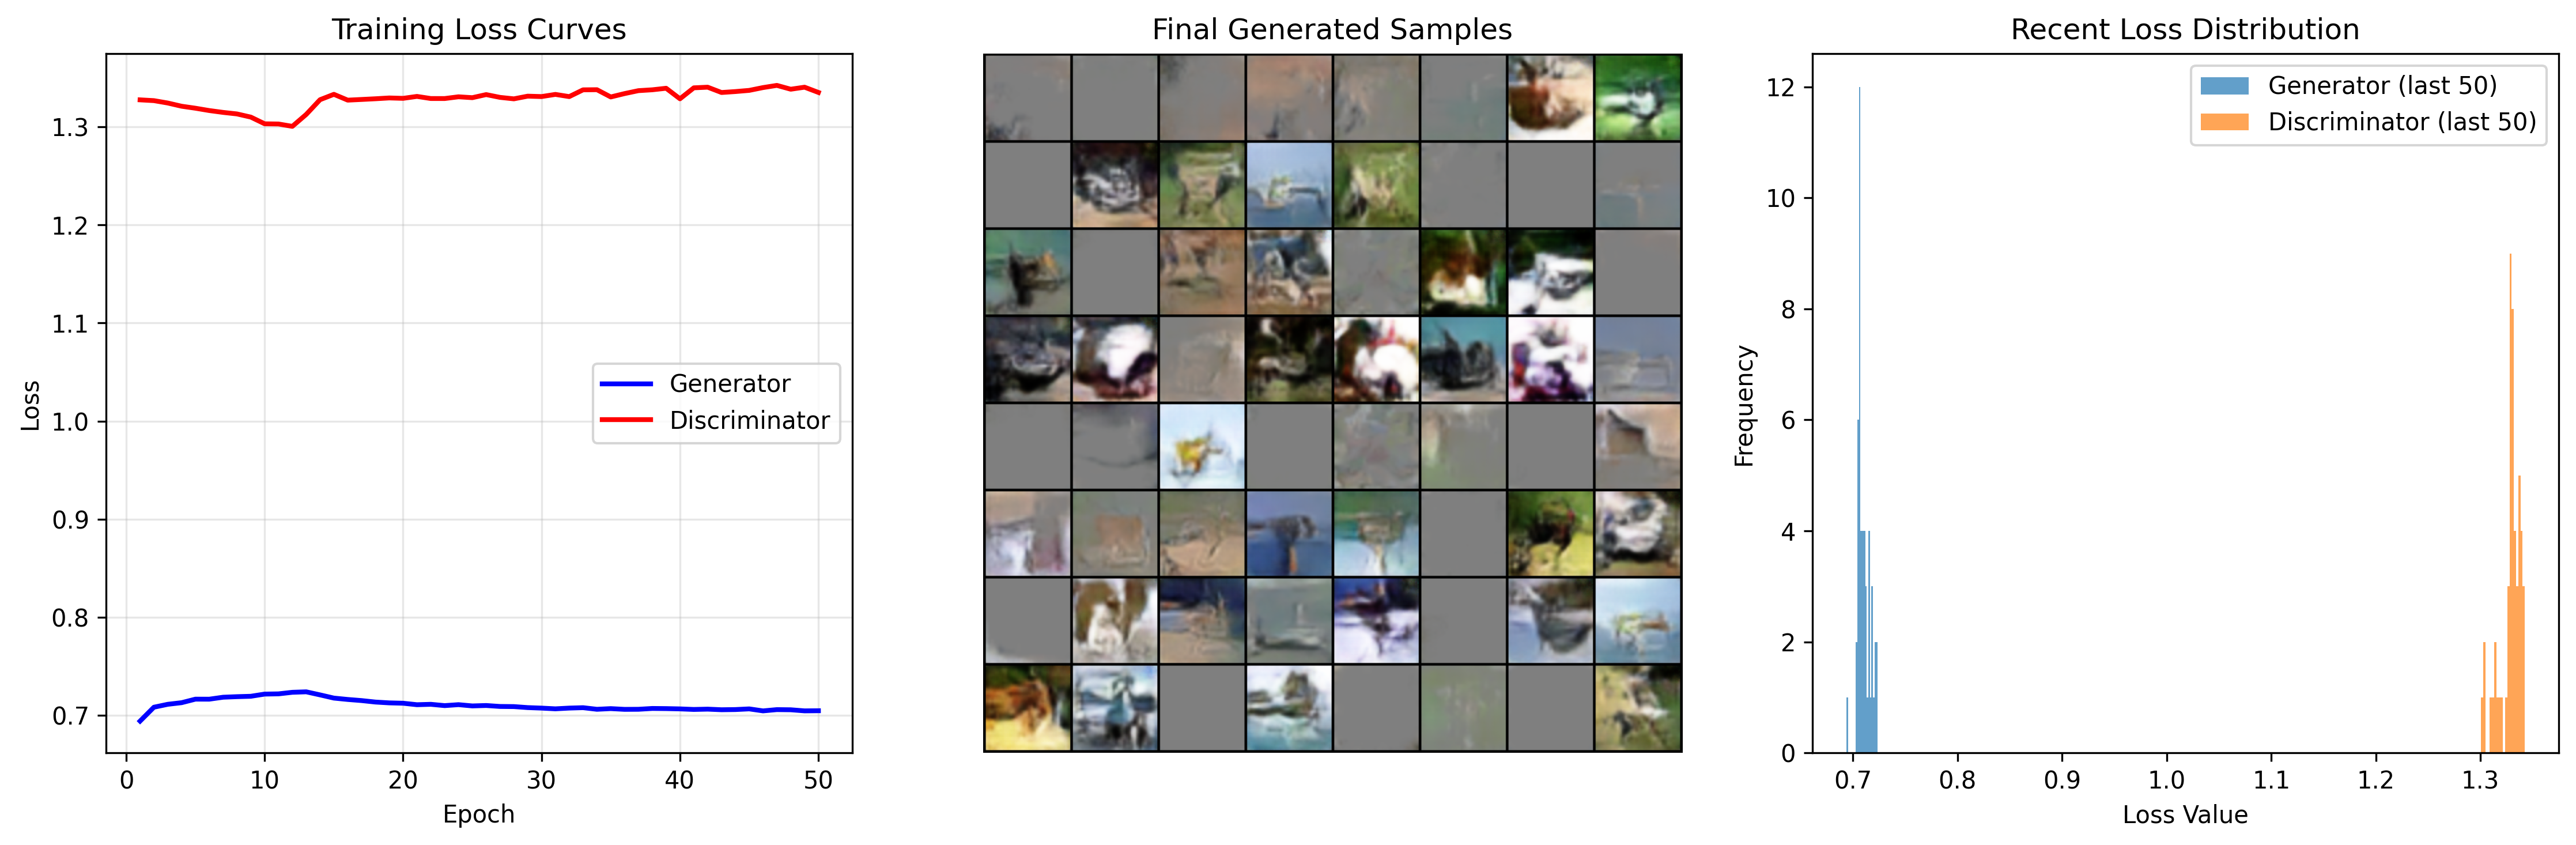 Training Loss Curves
Loss
1.3
1.2
1.1
1.0
0.9
0.8
0.7
Generator
Discriminator
0
10
20
30
40
50
Epoch
Final Generated Samples
Recent Loss Distribution
Frequency
12
10
8
6
4
2
0
Generator (last 50)
Discriminator (last 50)
0.7
0.8
0.9
1.0
1.1
1.2
1.3
Loss Value